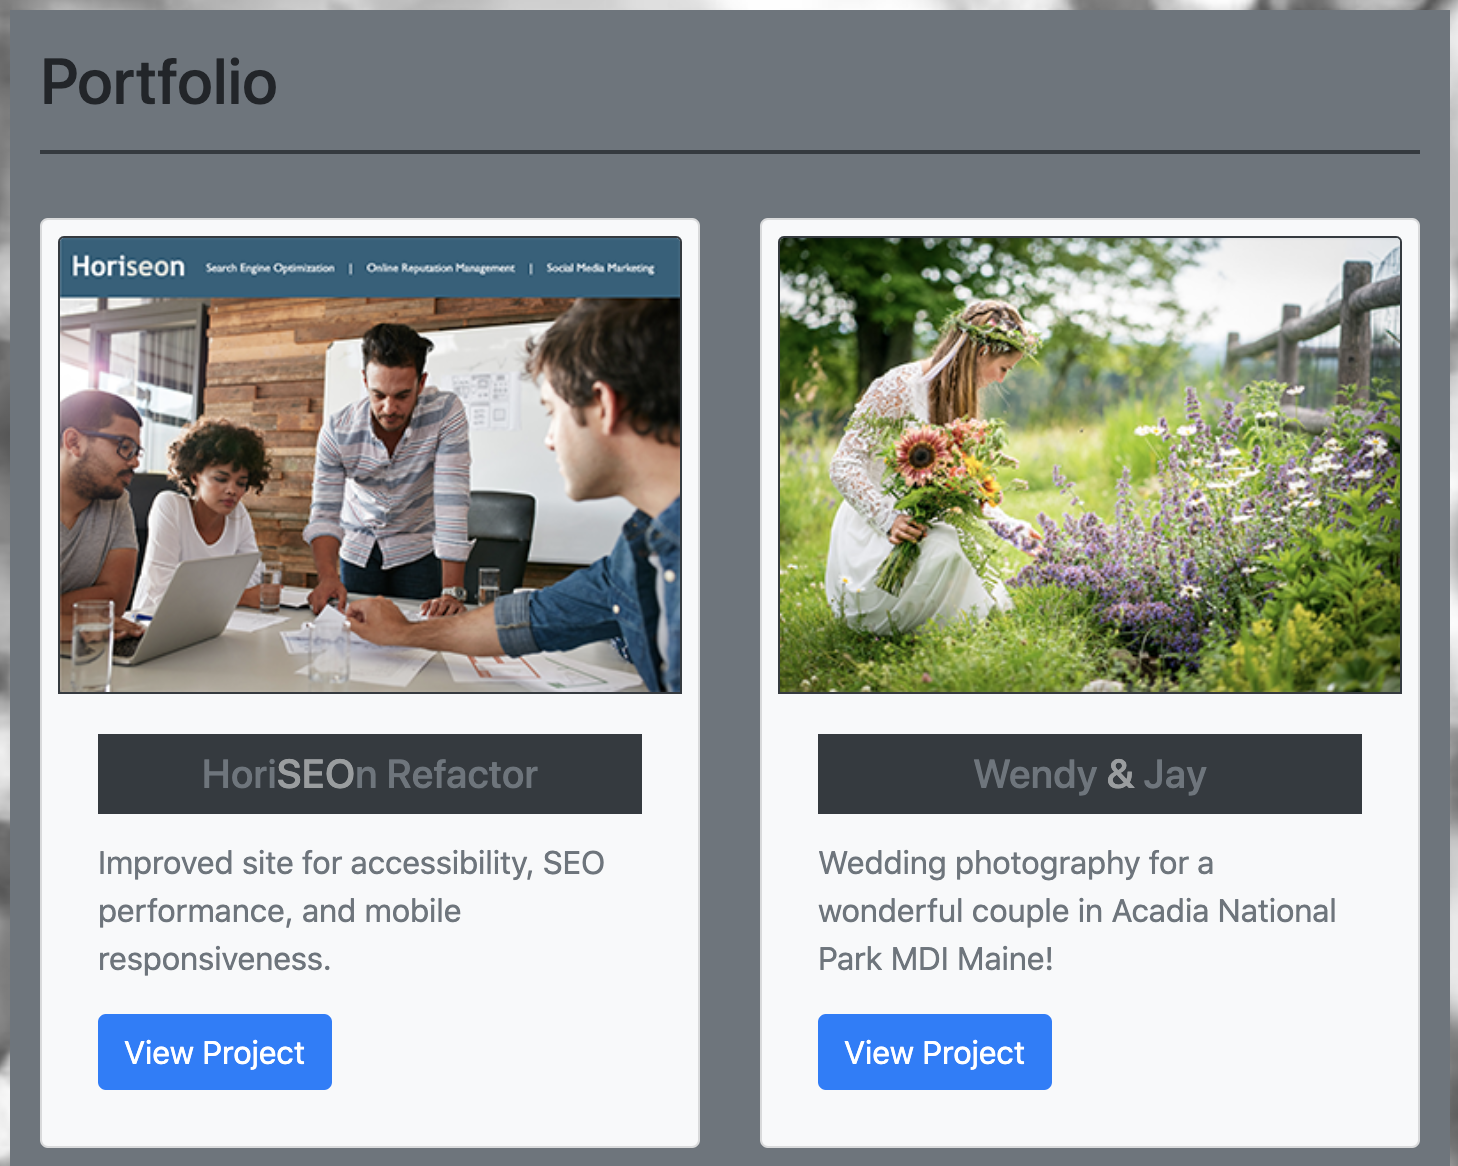 Portfolio
Horiseon Search Engine Optimization | Online Reputation Management | Social Media Marketing
HoriSEOn Refactor
Improved site for accessibility, SEO
performance, and mobile
responsiveness.
View Project
Wendy & Jay
Wedding photography for a
wonderful couple in Acadia National
Park MDI Maine!
View Project